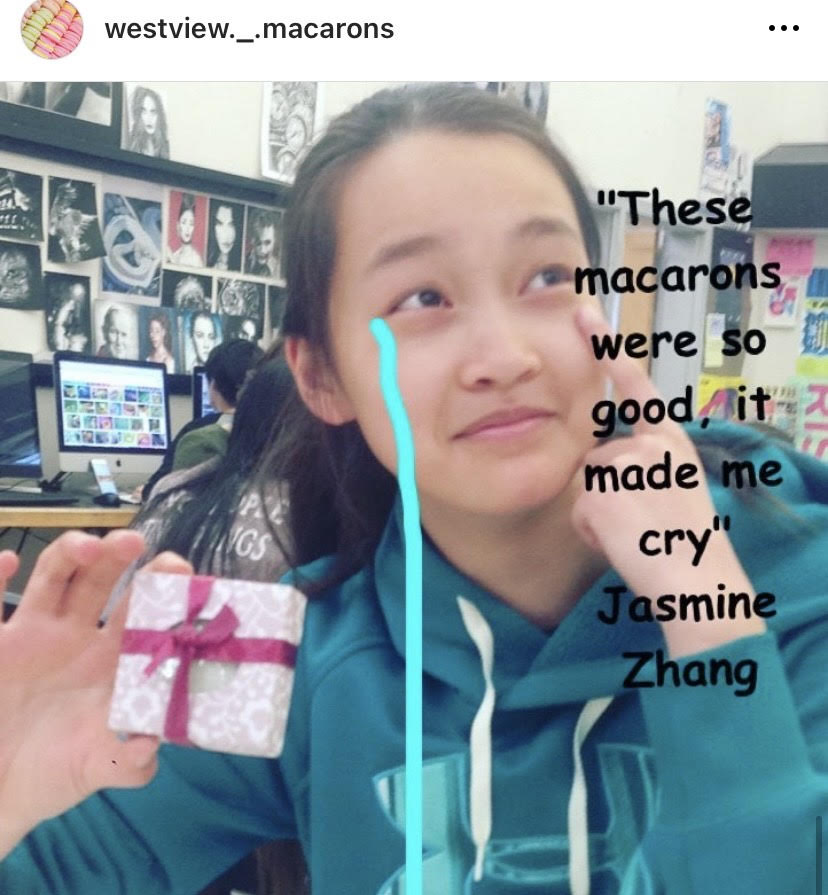 westview._.macarons
"These
macarons
were so
good, it
made me
cry"
Jasmine
Zhang